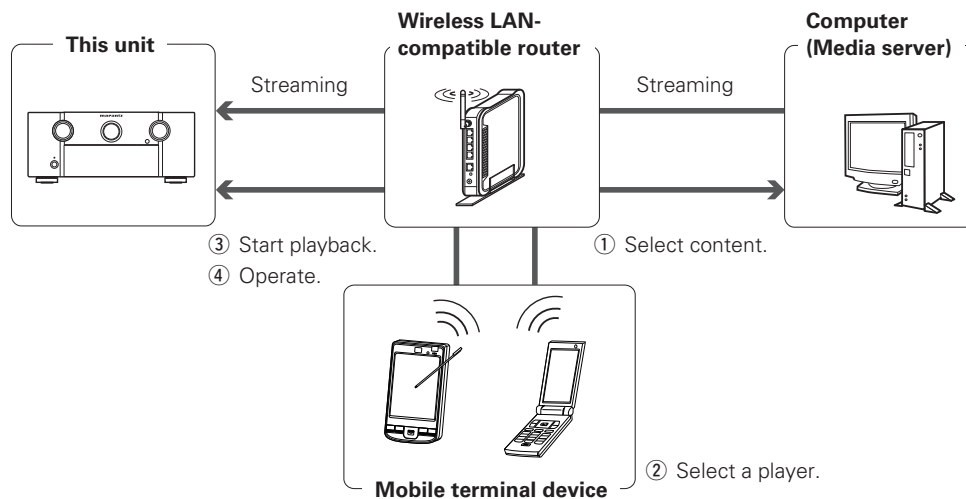 This unit
Wireless LAN-
compatible router
Computer
(Media server)
Streaming
Streaming
marantz
③ Start playback.
④ Operate.
① Select content.
② Select a player.
Mobile terminal device